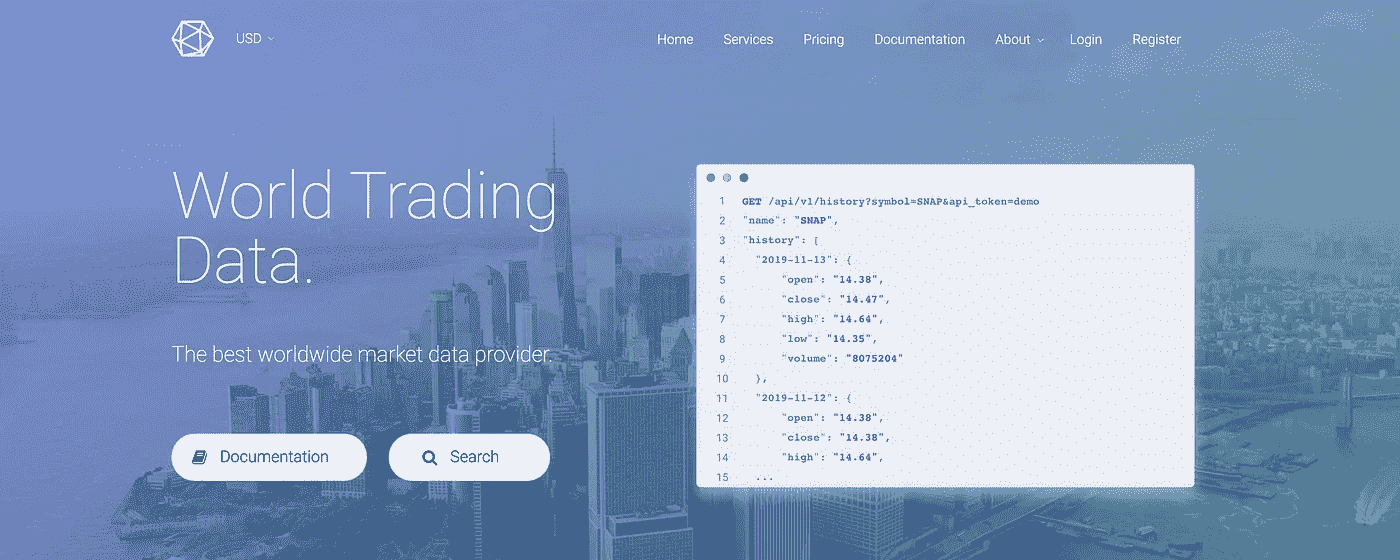 USD
Home Services Pricing Documentation About Login Register
World Trading
Data.
The best worldwide market data provider.
Documentation Search
1 GET /api/v1/history?symbol=SNAP&api_token=demo
2 "name": "SNAP",
3 "history": [
4 "2019-11-13": {
5 "open": "14.38",
6 "close": "14.47",
7 "high": "14.64",
8 "low": "14.35",
9 "volume": "8075204"
10 },
11 "2019-11-12": {
12 "open": "14.38",
13 "close": "14.38",
14 "high": "14.64",
15 ...